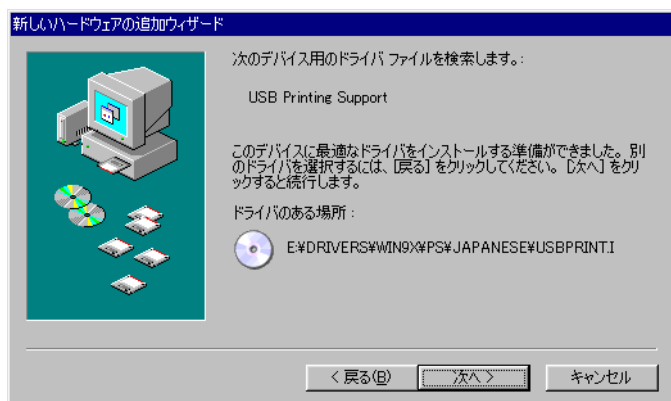 新しいハードウェアの追加ウィザード
次のデバイス用のドライバ ファイルを検索します。:
USB Printing Support
このデバイスに最適なドライバをインストールする準備ができました。別
のドライバを選択するには、[戻る] をクリックしてください。[次へ] をクリ
ックすると続行します。
ドライバのある場所:
E:¥DRIVERS¥WIN9X¥PS¥JAPANESE¥USBPRINT.I
< 戻る(B)
次へ >
キャンセル